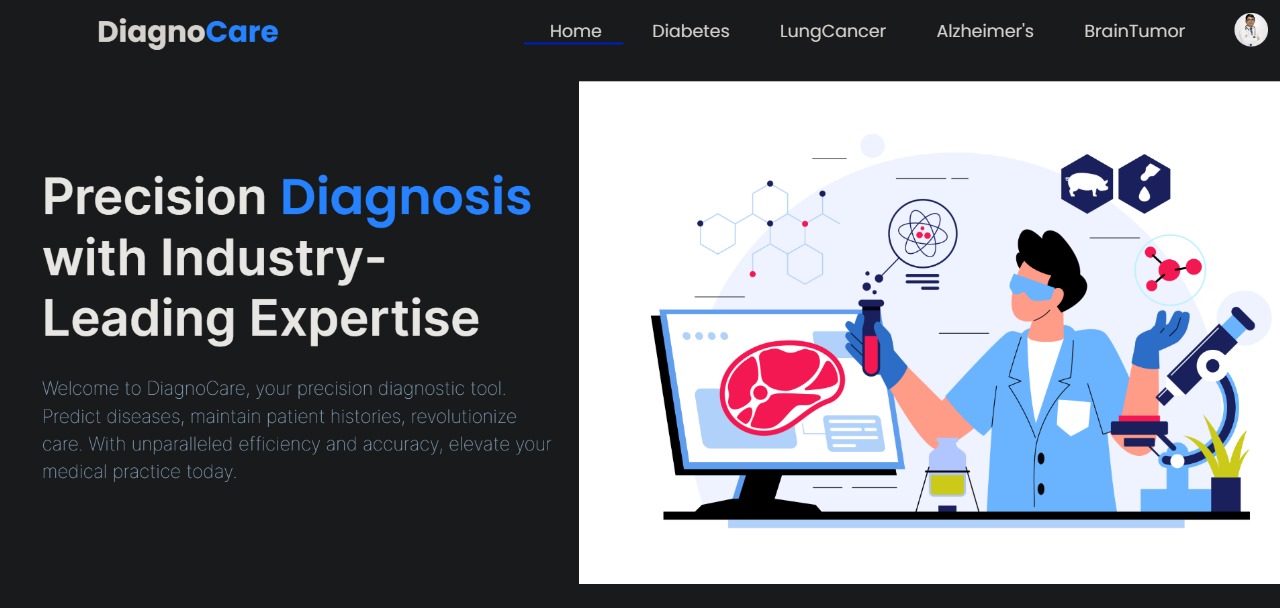 DiagnoCare
Home Diabetes LungCancer Alzheimer's BrainTumor
Precision Diagnosis
with Industry-
Leading Expertise
Welcome to DiagnoCare, your precision diagnostic tool.
Predict diseases, maintain patient histories, revolutionize
care. With unparalleled efficiency and accuracy, elevate your
medical practice today.